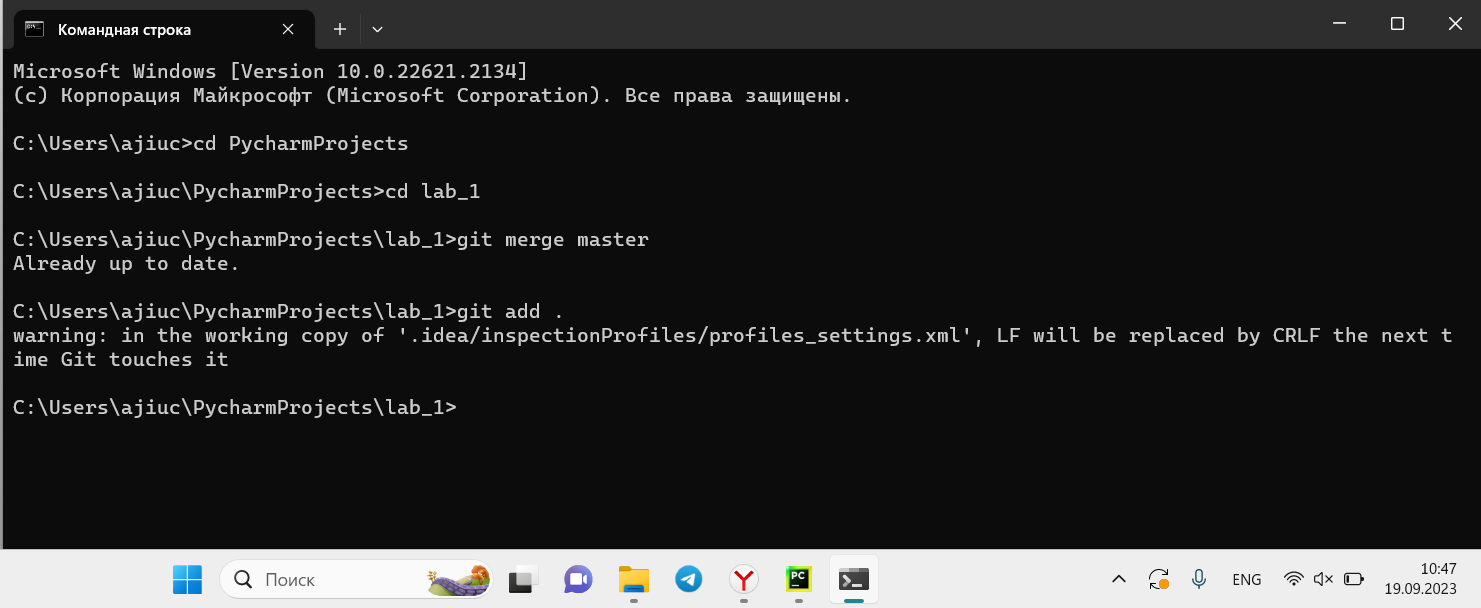 Командная строка
Microsoft Windows [Version 10.0.22621.2134]
(c) Корпорация Майкрософт (Microsoft Corporation). Все права защищены.
C:\Users\ajiuc>cd PycharmProjects
C:\Users\ajiuc\PycharmProjects>cd lab_1
C:\Users\ajiuc\PycharmProjects\lab_1>git merge master
Already up to date.
C:\Users\ajiuc\PycharmProjects\lab_1>git add .
warning: in the working copy of '.idea/inspectionProfiles/profiles_settings.xml', LF will be replaced by CRLF the next t
ime Git touches it
C:\Users\ajiuc\PycharmProjects\lab_1>
Поиск
PC
ENG
10:47
19.09.2023